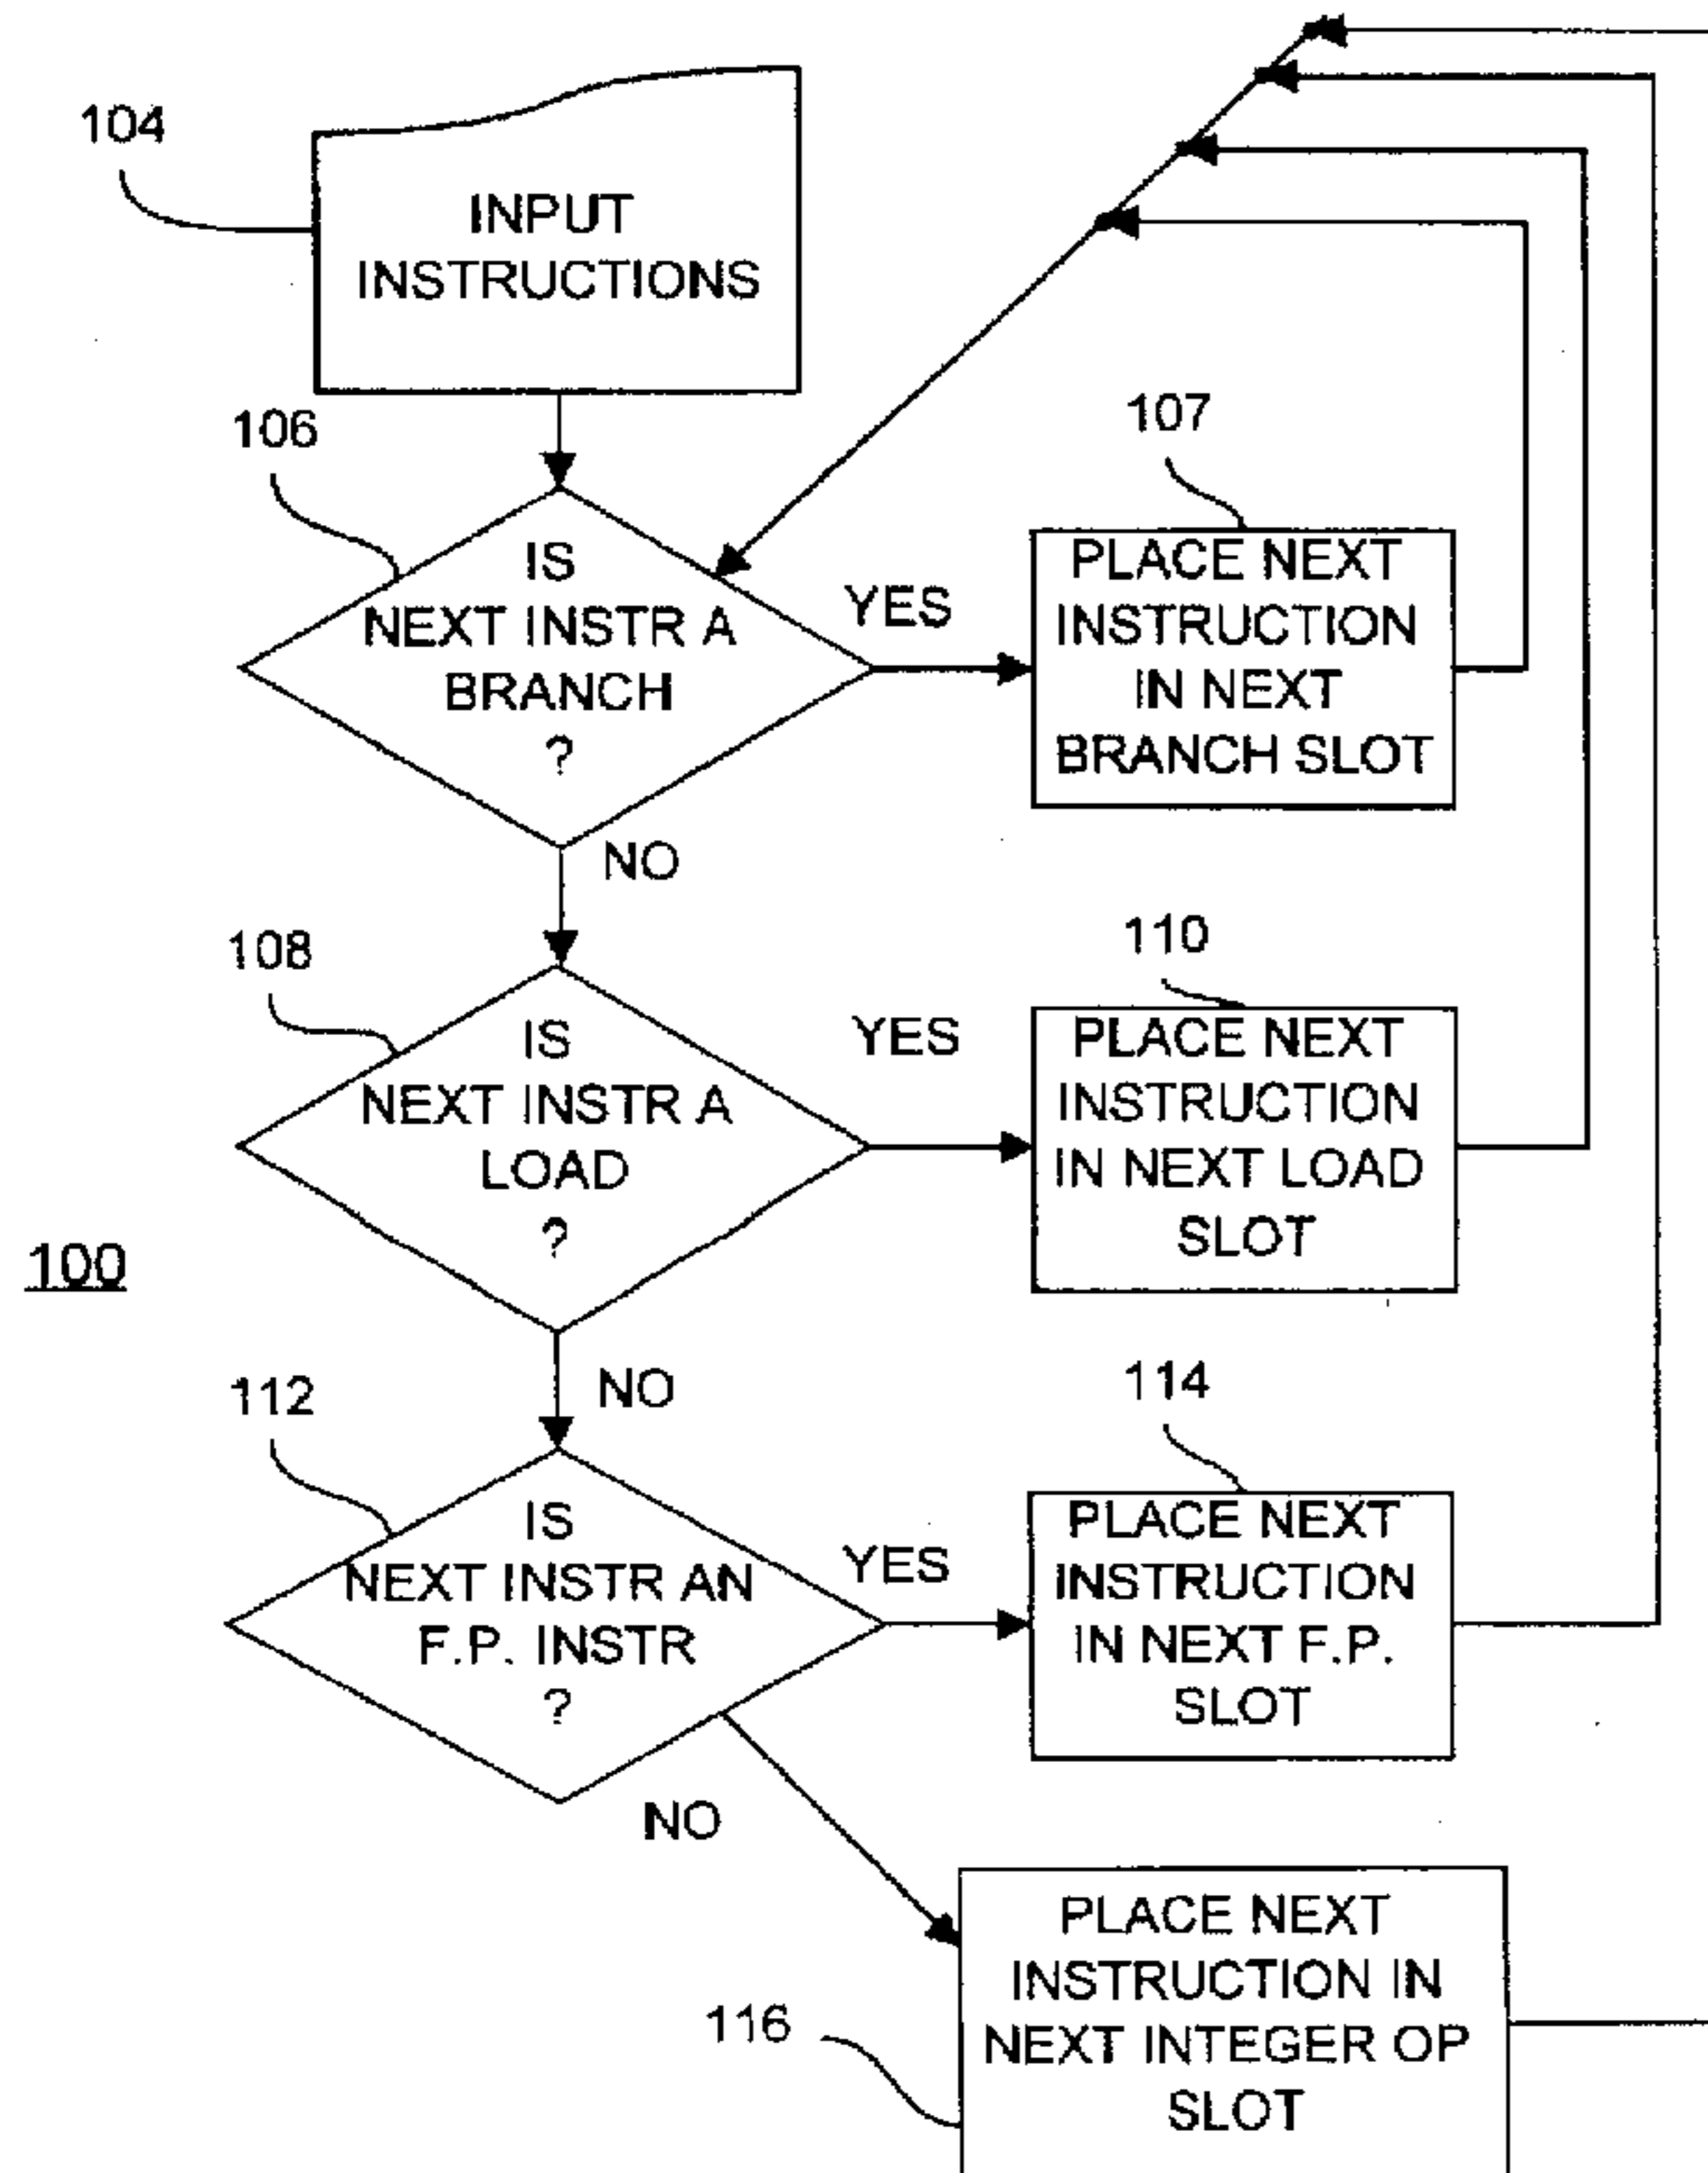 104
INPUT
INSTRUCTIONS
106
IS
NEXT INSTR A
BRANCH
?
YES
107
PLACE NEXT
INSTRUCTION
IN NEXT
BRANCH SLOT
NO
108
IS
NEXT INSTR A
LOAD
?
YES
110
PLACE NEXT
INSTRUCTION
IN NEXT LOAD
SLOT
100
NO
112
IS
NEXT INSTR AN
F.P. INSTR
?
YES
114
PLACE NEXT
INSTRUCTION
IN NEXT F.P.
SLOT
NO
116
PLACE NEXT
INSTRUCTION IN
NEXT INTEGER OP
SLOT